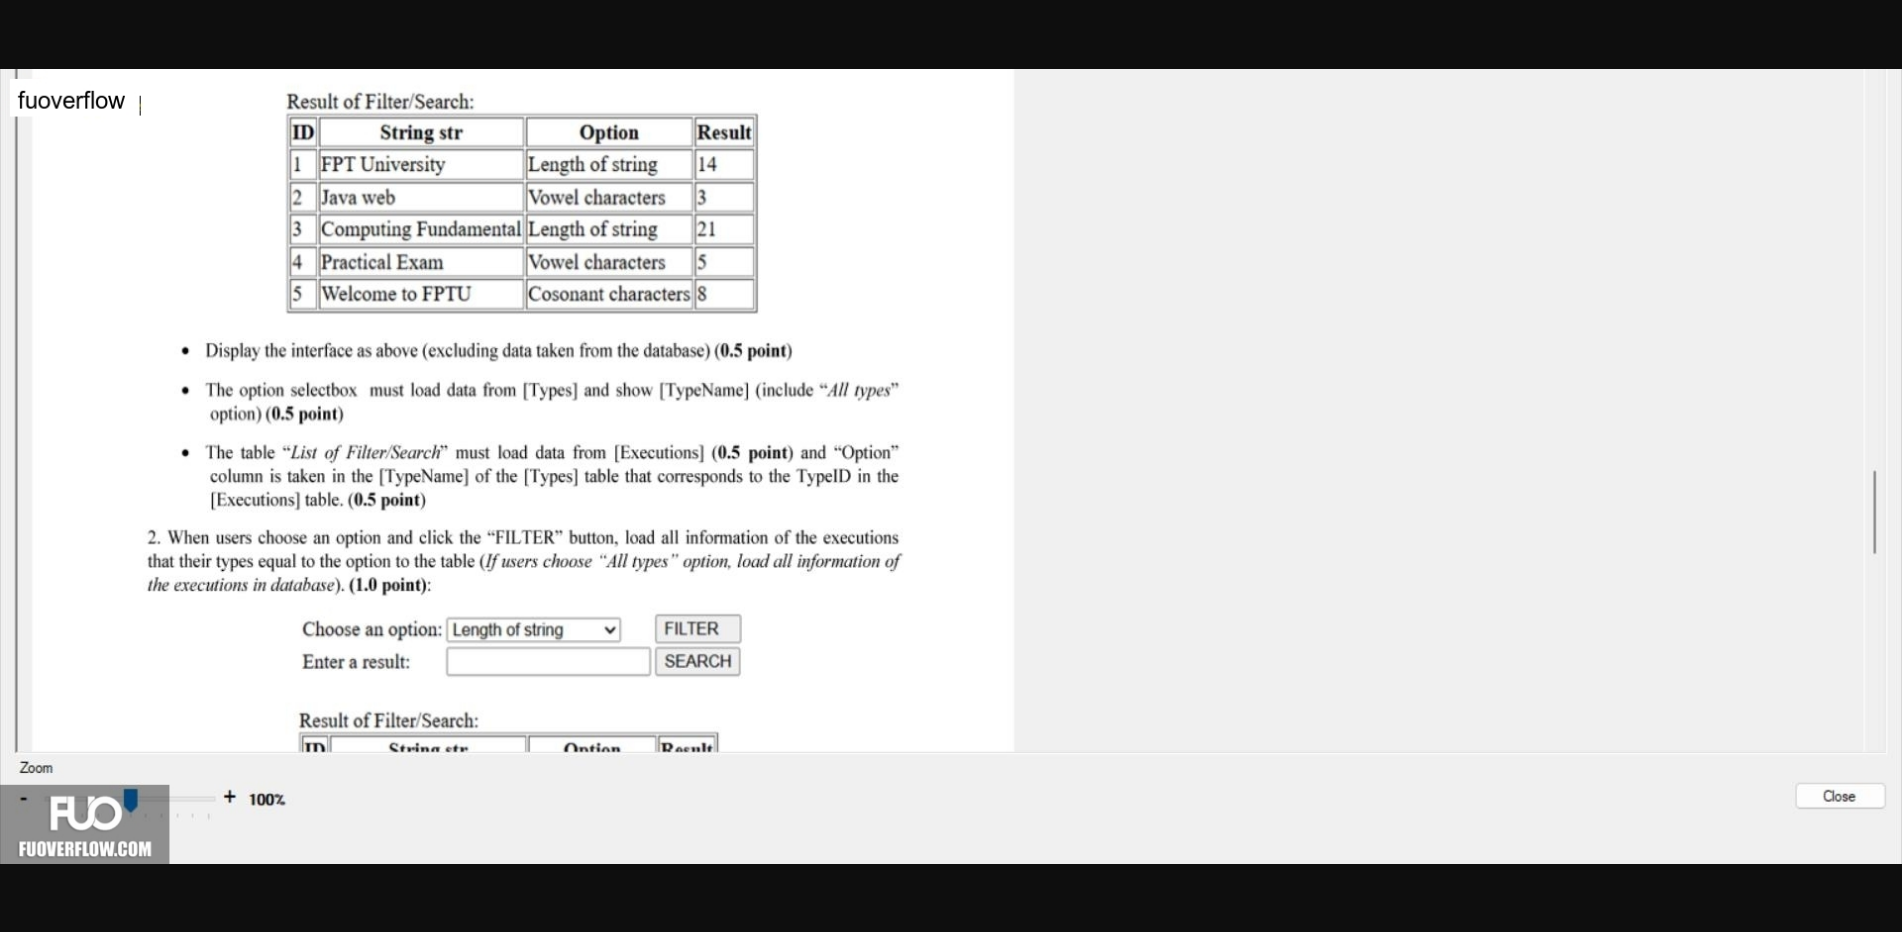 fuoverflow
Result of Filter/Search:
ID String str Option Result
1 FPT University Length of string 14
2 Java web Vowel characters 3
3 Computing Fundamental Length of string 21
4 Practical Exam Vowel characters 5
5 Welcome to FPTU Cosonant characters 8
• Display the interface as above (excluding data taken from the database) (0.5 point)
• The option selectbox must load data from [Types] and show [TypeName] (include “All types”
option) (0.5 point)
• The table “List of Filter/Search” must load data from [Executions] (0.5 point) and “Option”
column is taken in the [TypeName] of the [Types] table that corresponds to the TypeID in the
[Executions] table. (0.5 point)
2. When users choose an option and click the “FILTER” button, load all information of the executions
that their types equal to the option to the table (If users choose “All types” option, load all information of
the executions in database). (1.0 point):
Choose an option: Length of string FILTER
Enter a result: SEARCH
Result of Filter/Search:
ID String str Option Result
Zoom
- + 100%
Close
FUO
FUOVERFLOW.COM